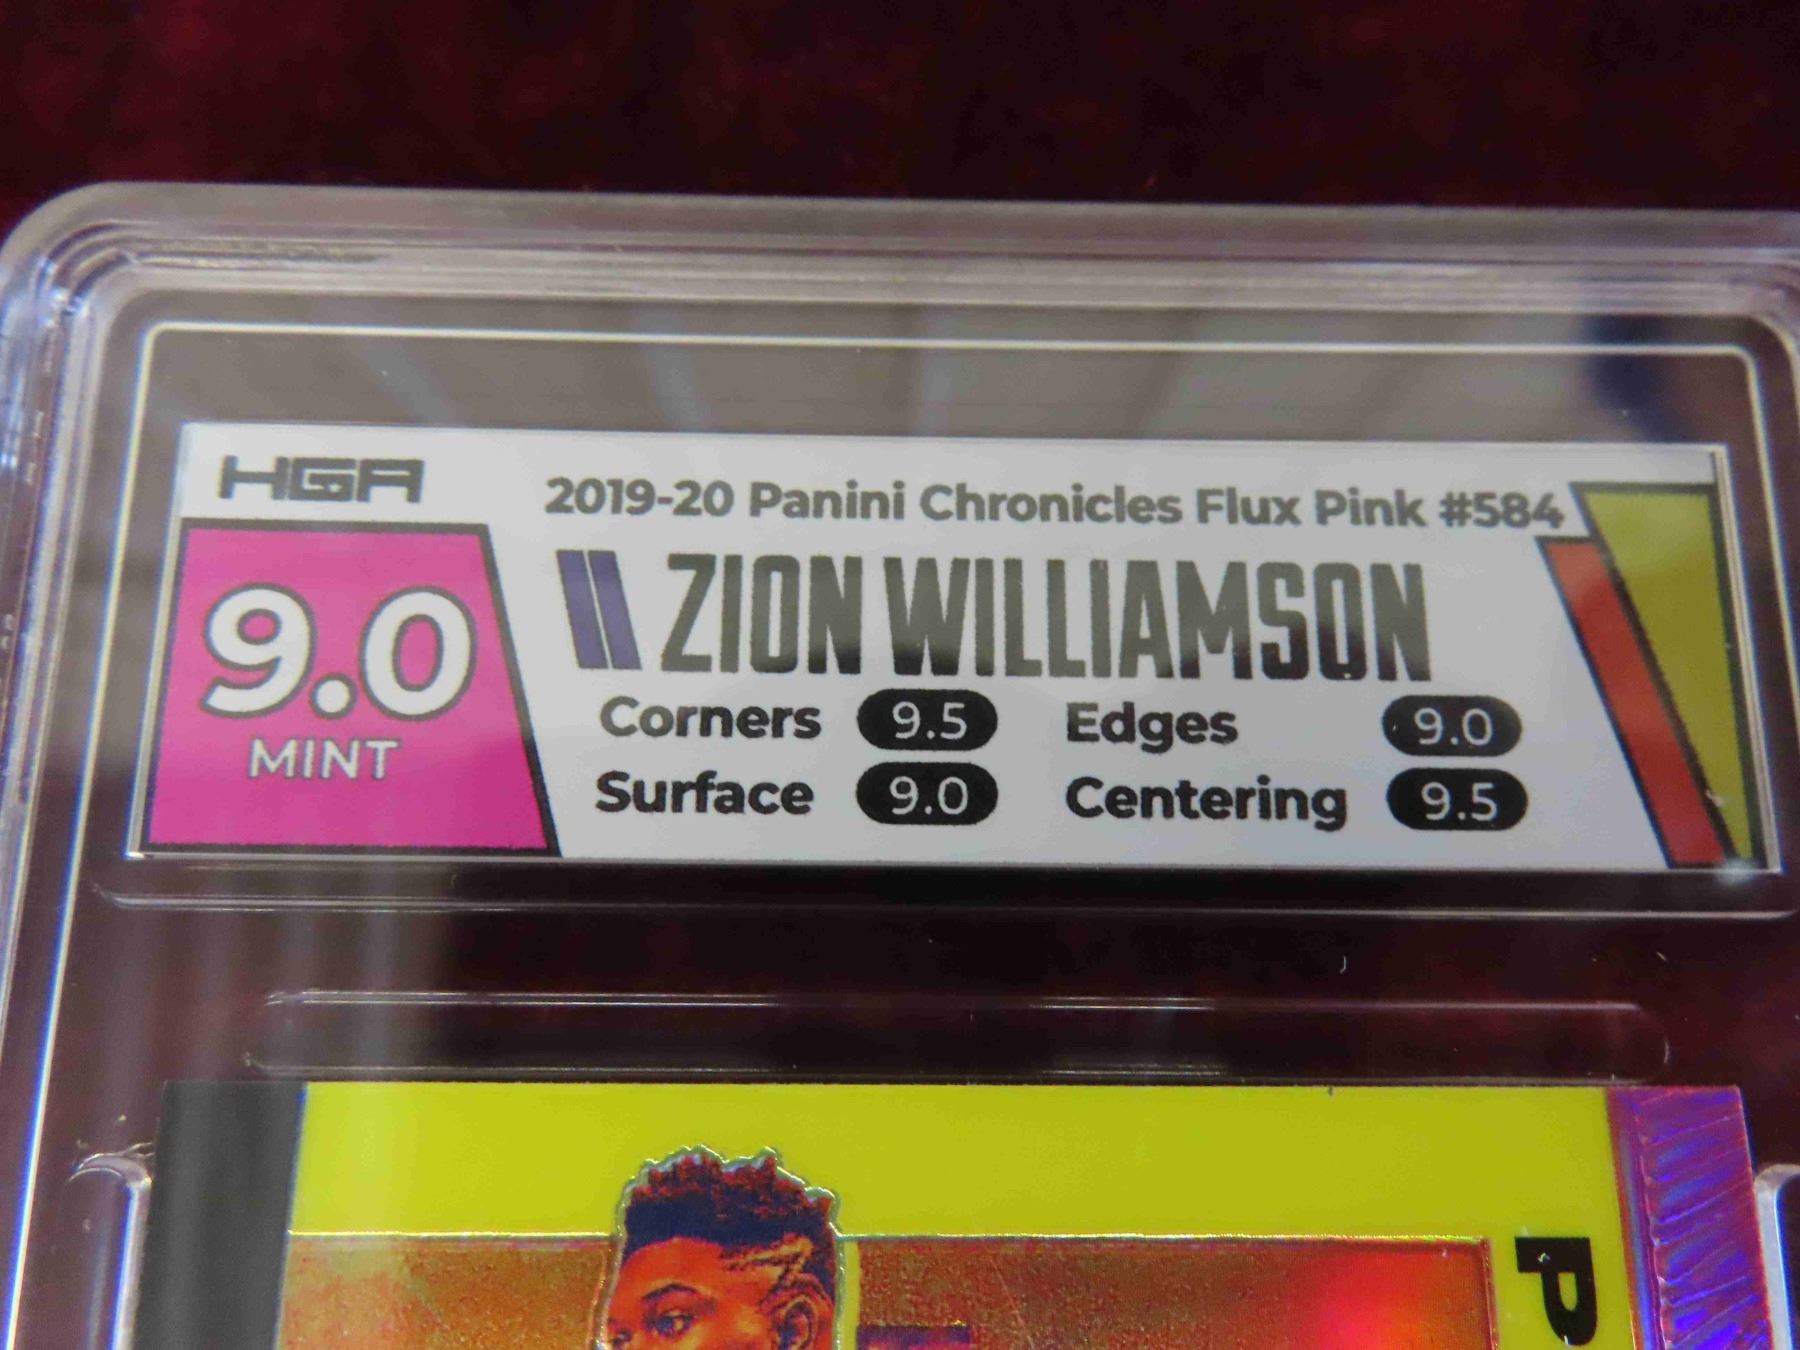 HGA
2019-20 Panini Chronicles Flux Pink #584
9.0
MINT
ZION WILLIAMSON
Corners 9.5 Edges 9.0
Surface 9.0 Centering 9.5
P